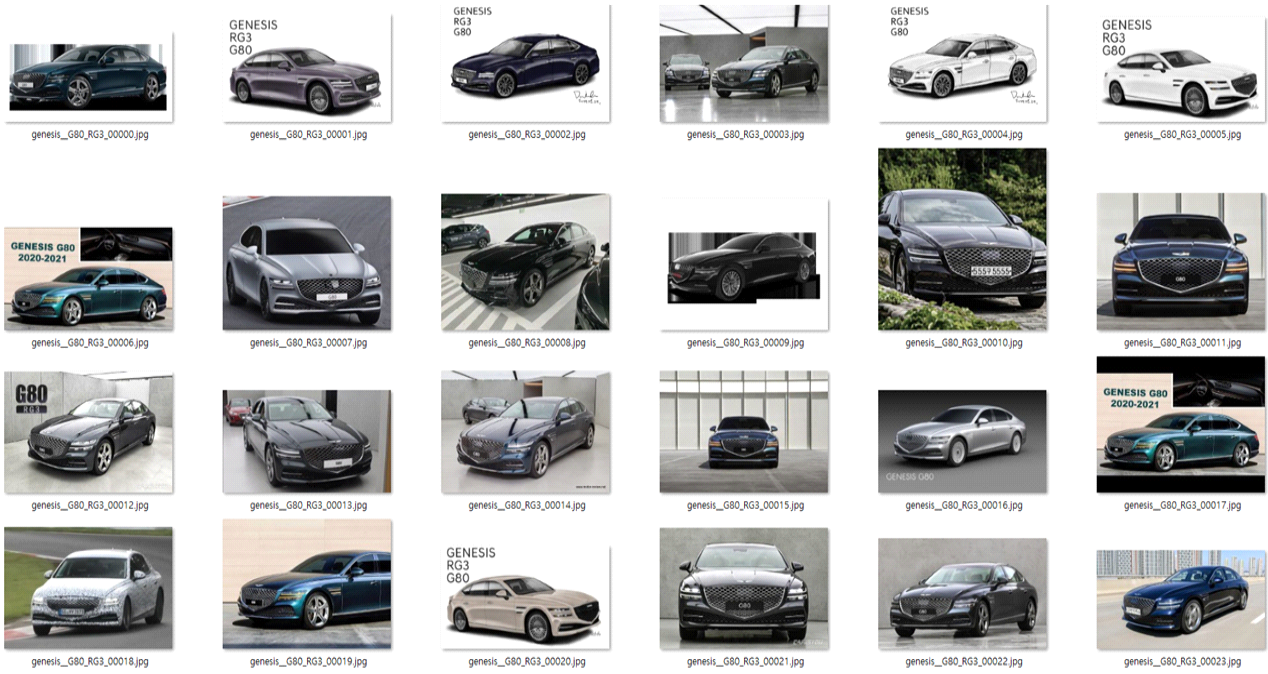 GENESIS
RG3
G80
GENESIS
RG3
G80
GENESIS
RG3
G80
GENESIS
RG3
G80
genesis__G80_RG3_00000.jpg
genesis__G80_RG3_00001.jpg
genesis__G80_RG3_00002.jpg
genesis__G80_RG3_00003.jpg
genesis__G80_RG3_00004.jpg
genesis__G80_RG3_00005.jpg
GENESIS G80
2020-2021
G80
5555
G80
genesis__G80_RG3_00006.jpg
genesis__G80_RG3_00007.jpg
genesis__G80_RG3_00008.jpg
genesis__G80_RG3_00009.jpg
genesis__G80_RG3_00010.jpg
genesis__G80_RG3_00011.jpg
G80
RG3
GENESIS G80
GENESIS G80
2020-2021
genesis__G80_RG3_00012.jpg
genesis__G80_RG3_00013.jpg
genesis__G80_RG3_00014.jpg
genesis__G80_RG3_00015.jpg
genesis__G80_RG3_00016.jpg
genesis__G80_RG3_00017.jpg
GENESIS
RG3
G80
G80
genesis__G80_RG3_00018.jpg
genesis__G80_RG3_00019.jpg
genesis__G80_RG3_00020.jpg
genesis__G80_RG3_00021.jpg
genesis__G80_RG3_00022.jpg
genesis__G80_RG3_00023.jpg